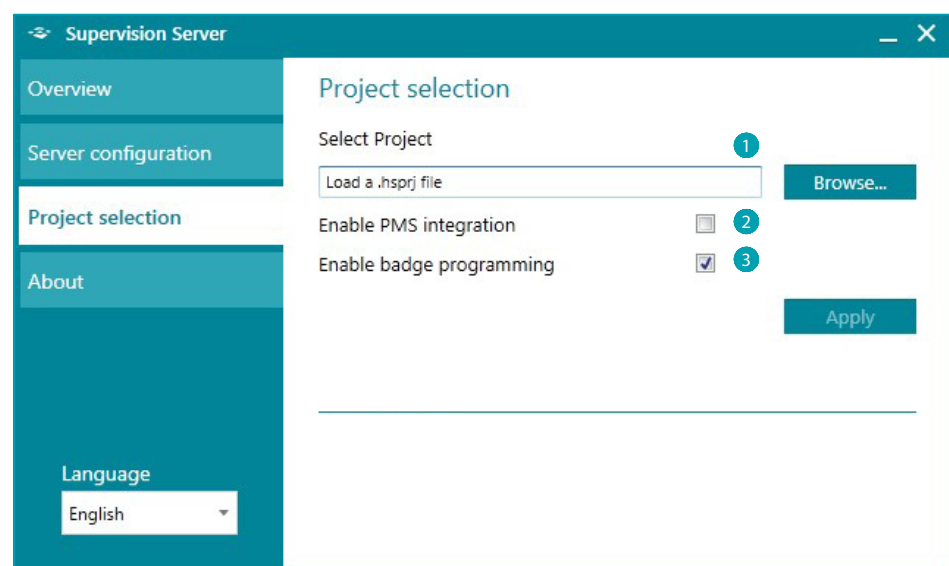 Supervision Server
Overview
Server configuration
Project selection
About
Language
English
Project selection
Select Project
1
Load a .hsprj file
Browse...
Enable PMS integration
2
Enable badge programming
3
Apply